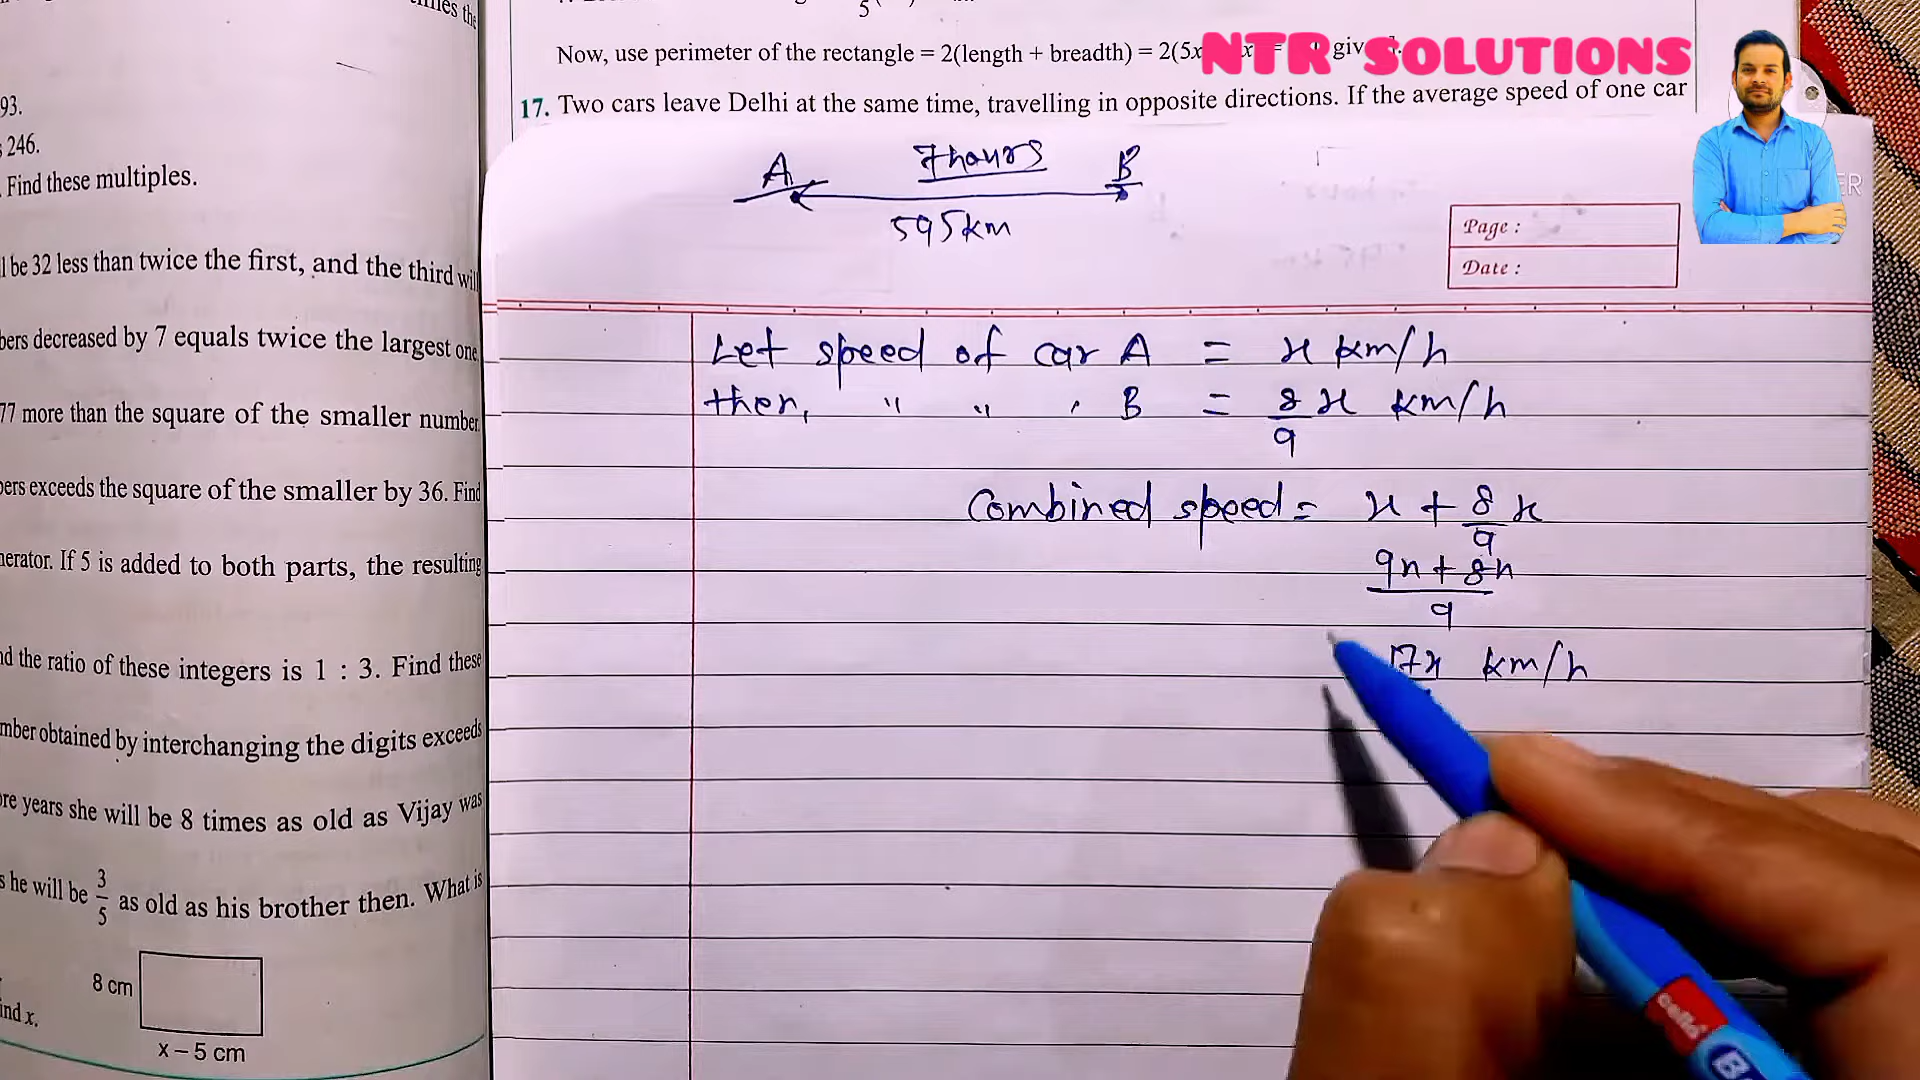 times the
5
Now, use perimeter of the rectangle = 2(length + breadth) = 2(5x
NTR SOLUTIONS
17. Two cars leave Delhi at the same time, travelling in opposite directions. If the average speed of one car
A 7 hours B
595 km
Page :
Date :
Let speed of car A = x km/h
then, " " " B = 8/9 x km/h
Combined speed = x + 8/9 x
9x + 8x
9
17x km/h
93.
246.
Find these multiples.
be 32 less than twice the first, and the third will
bers decreased by 7 equals twice the largest one
77 more than the square of the smaller number
bers exceeds the square of the smaller by 36. Find
nerator. If 5 is added to both parts, the resulting
nd the ratio of these integers is 1 : 3. Find these
mber obtained by interchanging the digits exceeds
ore years she will be 8 times as old as Vijay was
s he will be 3/5 as old as his brother then. What is
8 cm
ind x.
x – 5 cm
cello